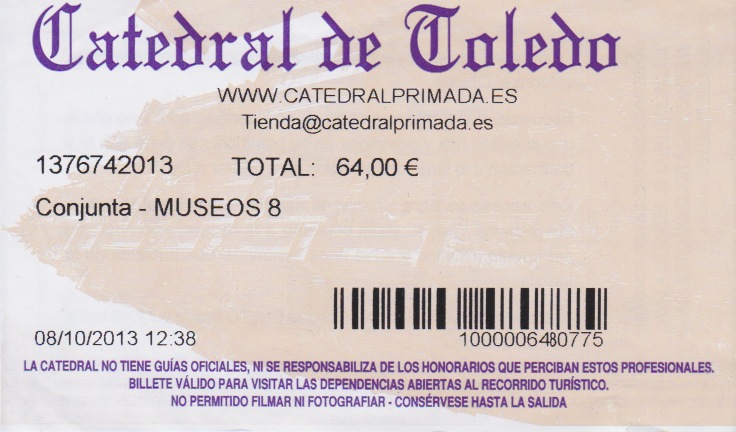 Catedral de Toledo
WWW.CATEDRALPRIMADA.ES
Tienda@catedralprimada.es
1376742013 TOTAL: 64,00 €
Conjunta - MUSEOS 8
08/10/2013 12:38 1000006480775
LA CATEDRAL NO TIENE GUÍAS OFICIALES, NI SE RESPONSABILIZA DE LOS HONORARIOS QUE PERCIBAN ESTOS PROFESIONALES.
BILLETE VÁLIDO PARA VISITAR LAS DEPENDENCIAS ABIERTAS AL RECORRIDO TURÍSTICO.
NO PERMITIDO FILMAR NI FOTOGRAFIAR - CONSÉRVESE HASTA LA SALIDA